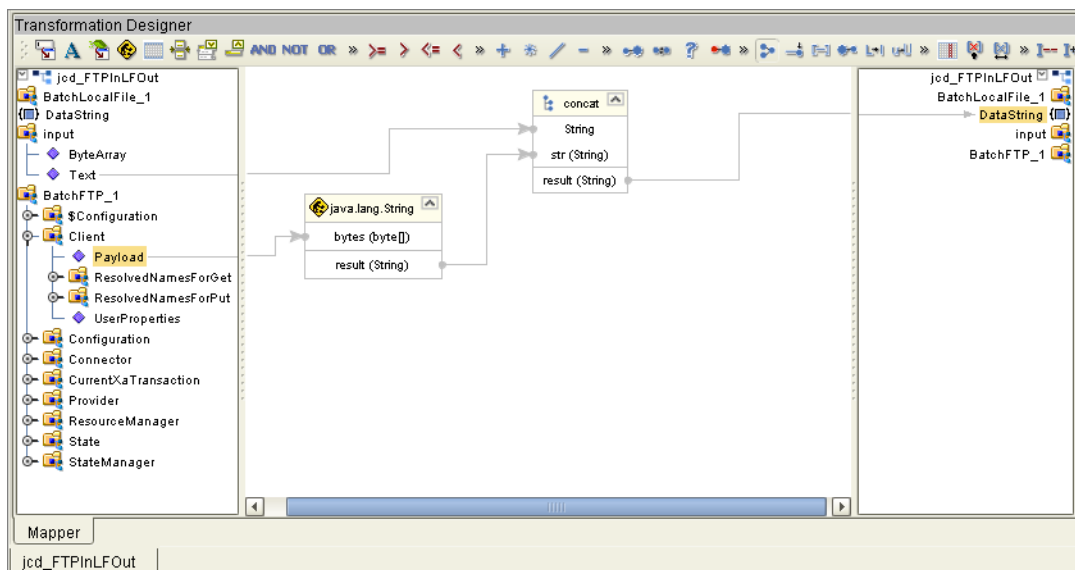 Transformation Designer
A AND NOT OR » >= > <= < » + * / - » ? » » »
jcd_FTPInLFOut
BatchLocalFile_1
DataString
input
ByteArray
Text
BatchFTP_1
$Configuration
Client
Payload
ResolvedNamesForGet
ResolvedNamesForPut
UserProperties
Configuration
Connector
CurrentXaTransaction
Provider
ResourceManager
State
StateManager
concat
String
str (String)
result (String)
java.lang.String
bytes (byte[])
result (String)
jcd_FTPInLFOut
BatchLocalFile_1
DataString
input
BatchFTP_1
Mapper
jcd_FTPInLFOut